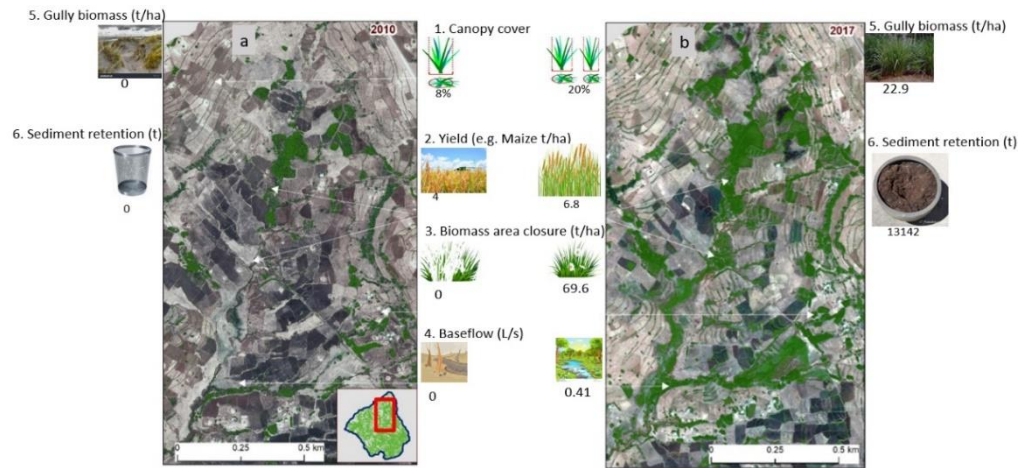 5. Gully biomass (t/ha)
0
6. Sediment retention (t)
0
a
2010
0 0.25 0.5 km
1. Canopy cover
8% 20%
2. Yield (e.g. Maize t/ha)
4 6.8
3. Biomass area closure (t/ha)
0 69.6
4. Baseflow (L/s)
0 0.41
b
2017
0 0.25 0.5 km
5. Gully biomass (t/ha)
22.9
6. Sediment retention (t)
13142